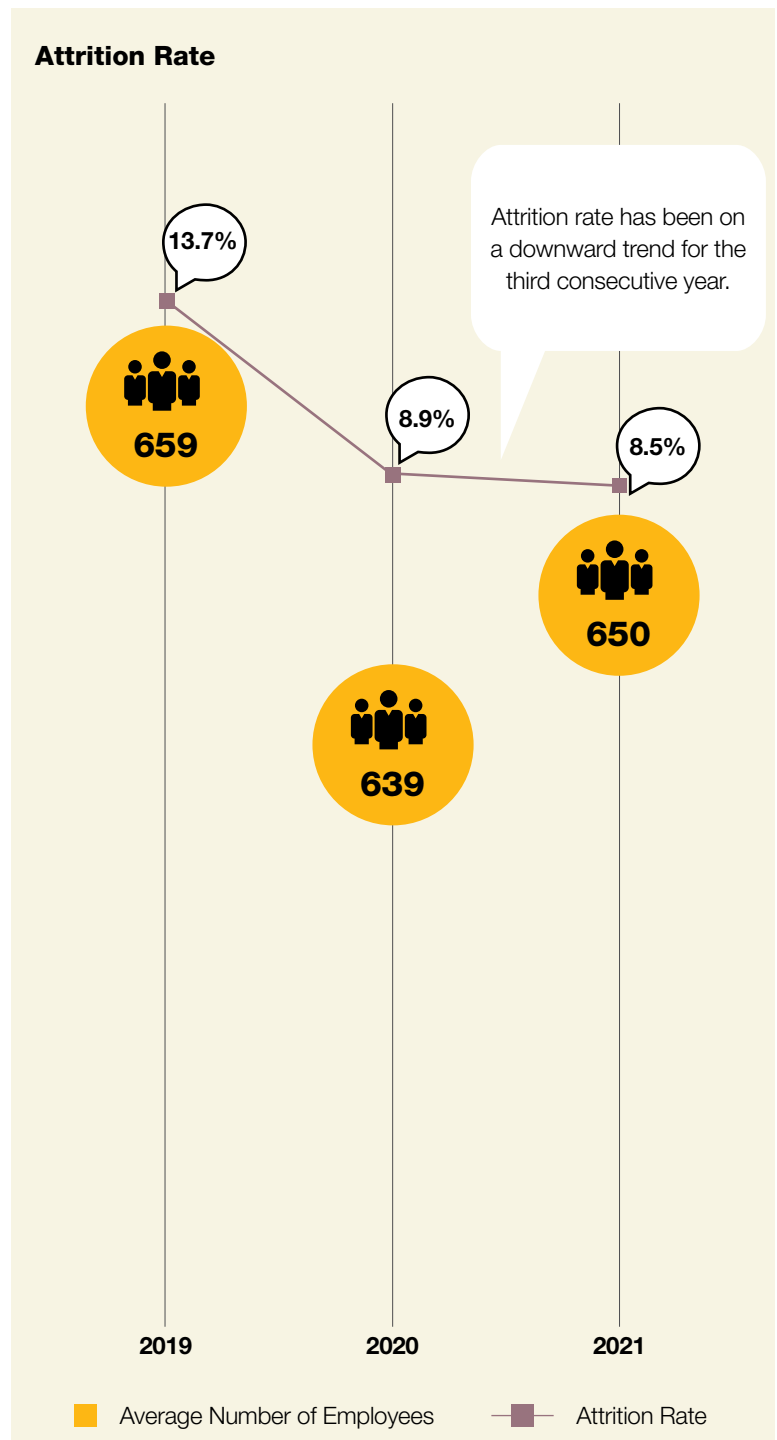 Attrition Rate
13.7%
Attrition rate has been on
a downward trend for the
third consecutive year.
8.9%
8.5%
659
650
639
2019 2020 2021
Average Number of Employees Attrition Rate